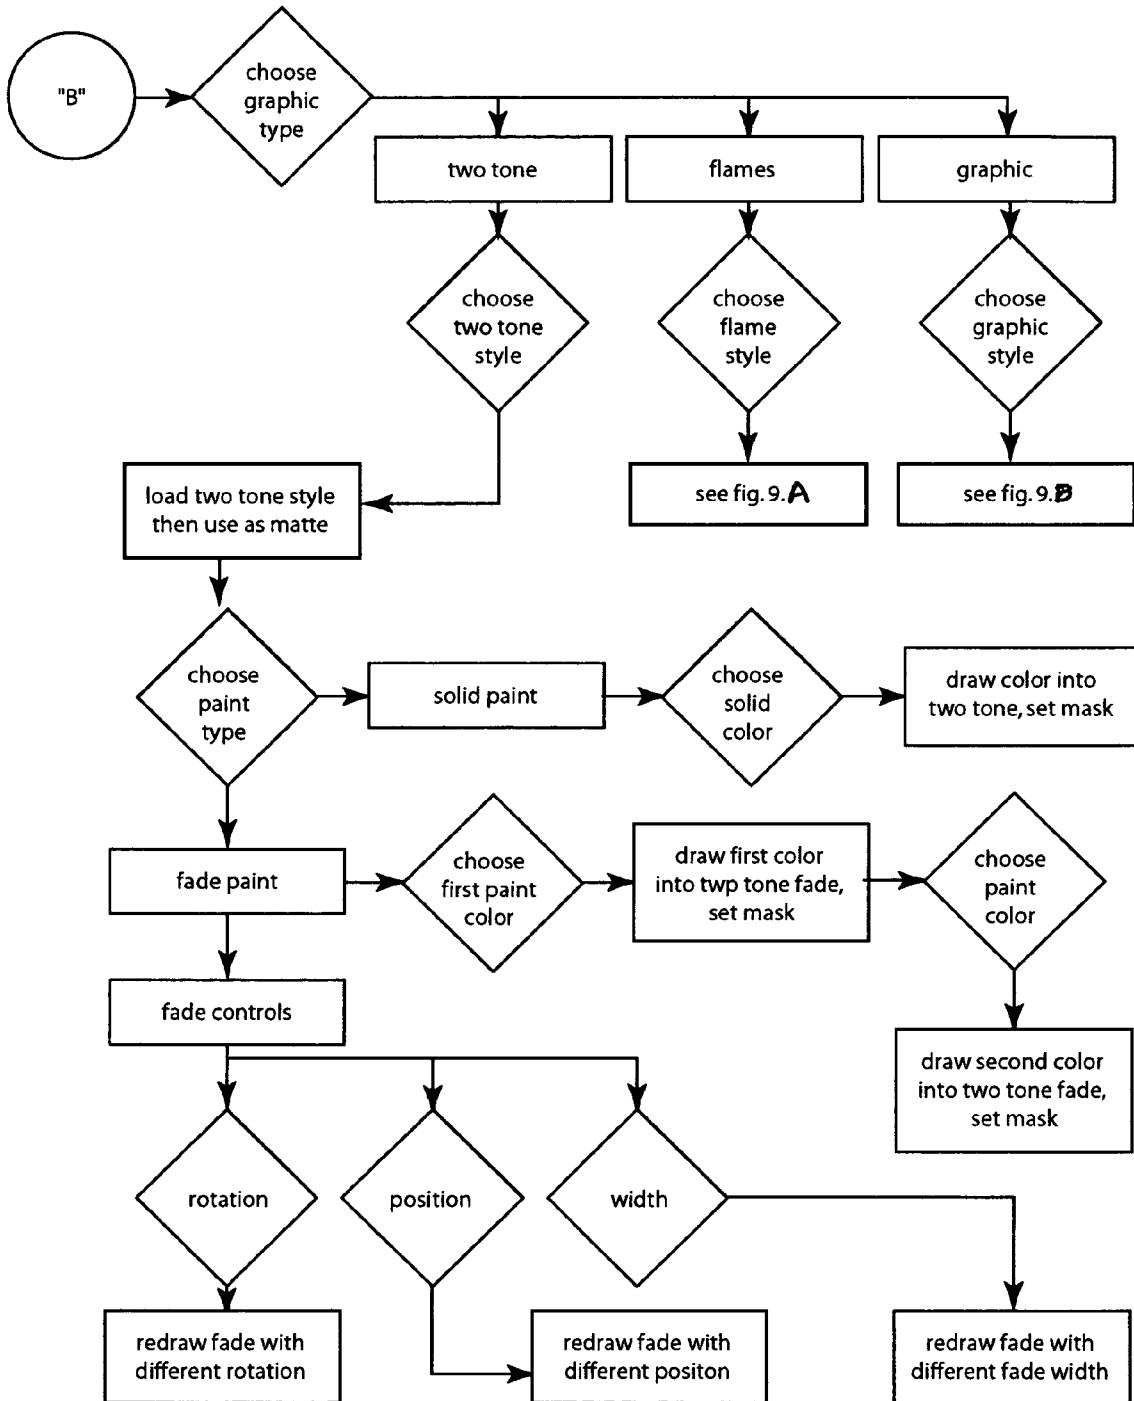 "B"
choose
graphic
type
two tone
flames
graphic
choose
two tone
style
choose
flame
style
choose
graphic
style
load two tone style
then use as matte
see fig. 9.A
see fig. 9.B
choose
paint
type
solid paint
choose
solid
color
draw color into
two tone, set mask
fade paint
choose
first paint
color
draw first color
into twp tone fade,
set mask
choose
paint
color
fade controls
draw second color
into two tone fade,
set mask
rotation
position
width
redraw fade with
different rotation
redraw fade with
different positon
redraw fade with
different fade width